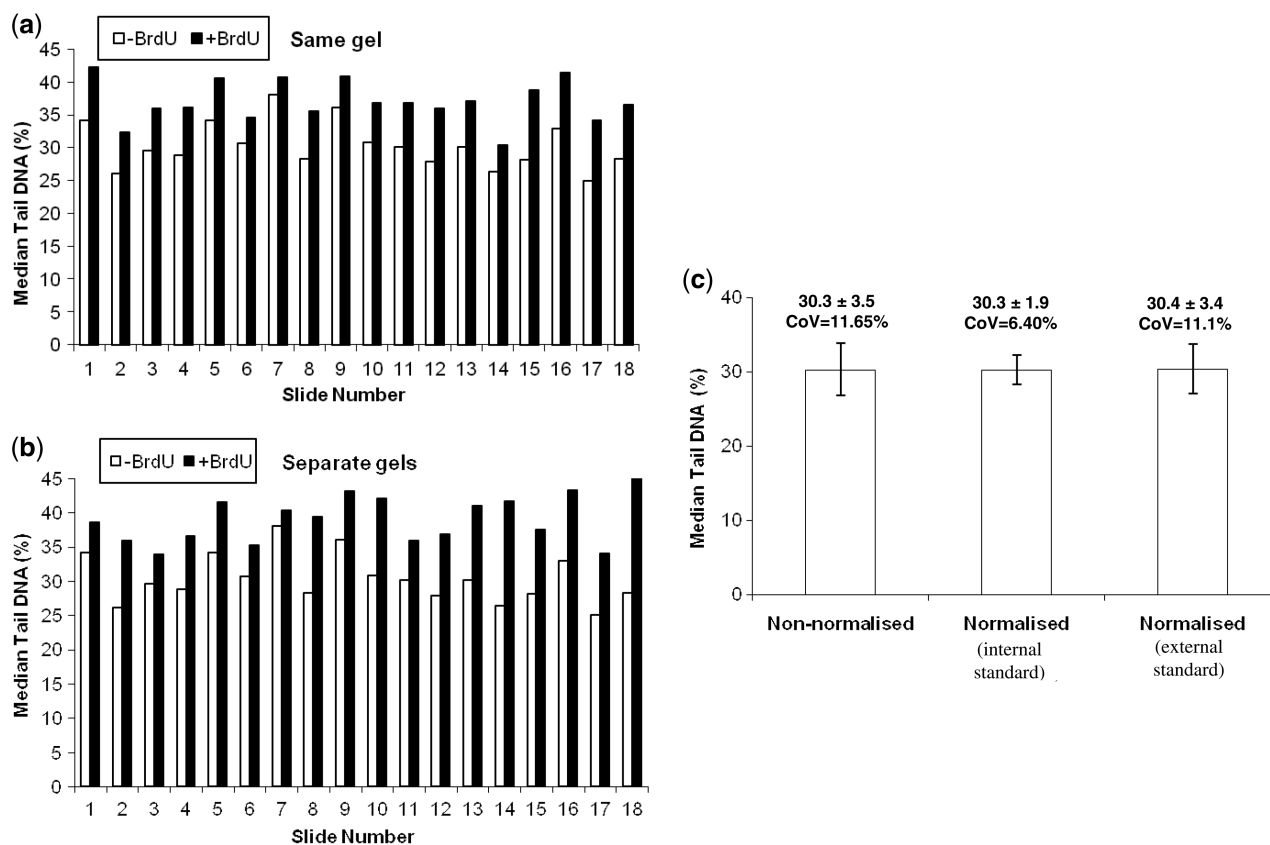 (a)
-BrdU +BrdU
Same gel
45
40
35
30
25
20
15
10
5
0
Median Tail DNA (%)
1 2 3 4 5 6 7 8 9 10 11 12 13 14 15 16 17 18
Slide Number
(b)
-BrdU +BrdU
Separate gels
45
40
35
30
25
20
15
10
5
0
Median Tail DNA (%)
1 2 3 4 5 6 7 8 9 10 11 12 13 14 15 16 17 18
Slide Number
(c)
40
30
20
10
0
Median Tail DNA (%)
30.3 ± 3.5
CoV=11.65%
30.3 ± 1.9
CoV=6.40%
30.4 ± 3.4
CoV=11.1%
Non-normalised
Normalised
(internal
standard)
Normalised
(external
standard)